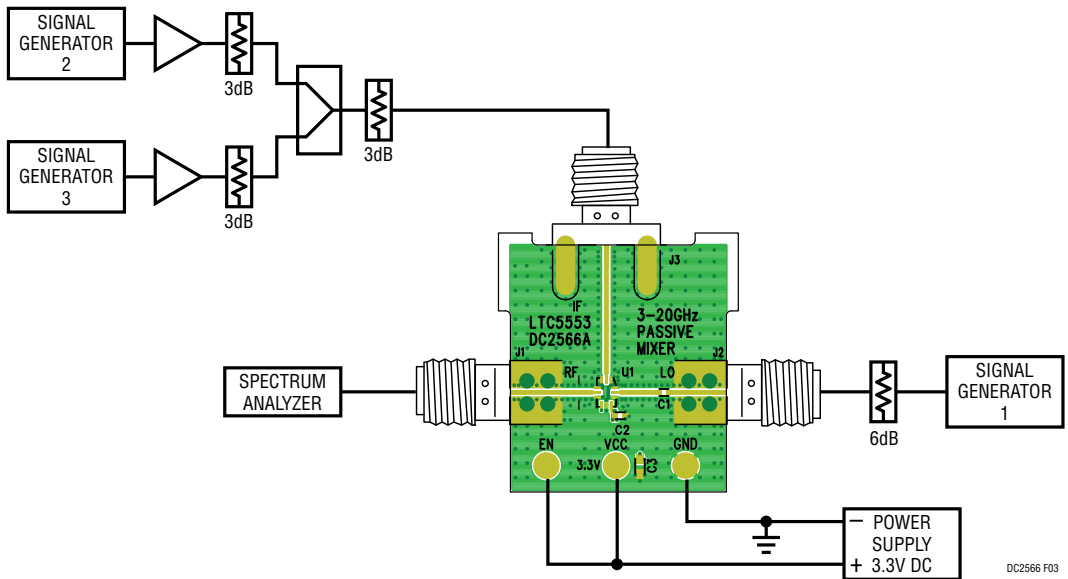 SIGNAL
GENERATOR
2
3dB
SIGNAL
GENERATOR
3
3dB
3dB
J3
IF
LTC5553
DC2566A
3–20GHz
PASSIVE
MIXER
J1
RF
U1
LO
J2
C1
C2
EN
VCC
GND
3.3V
C3
SPECTRUM
ANALYZER
6dB
SIGNAL
GENERATOR
1
– POWER
SUPPLY
+ 3.3V DC
DC2566 F03